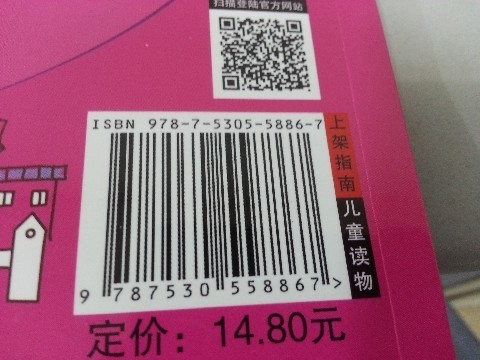 扫描登陆官方网站
ISBN 978-7-5305-5886-7
上架指南 儿童读物
9 787530 558867 >
定价：14.80元